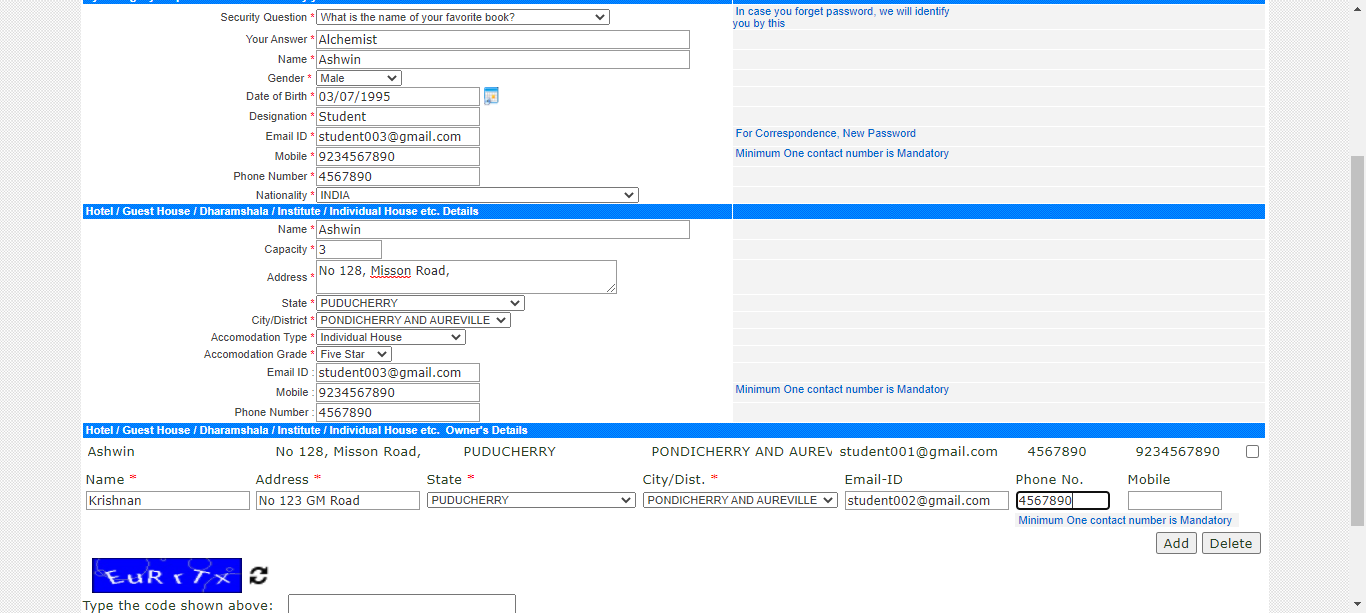 Security Question * What is the name of your favorite book? In case you forget password, we will identify you by this
Your Answer * Alchemist
Name * Ashwin
Gender * Male
Date of Birth * 03/07/1995
Designation * Student
Email ID * student003@gmail.com For Correspondence, New Password
Mobile * 9234567890 Minimum One contact number is Mandatory
Phone Number * 4567890
Nationality * INDIA
Hotel / Guest House / Dharamshala / Institute / Individual House etc. Details
Name * Ashwin
Capacity * 3
Address * No 128, Misson Road,
State * PUDUCHERRY
City/District * PONDICHERRY AND AUREVILLE
Accomodation Type * Individual House
Accomodation Grade * Five Star
Email ID : student003@gmail.com
Mobile : 9234567890 Minimum One contact number is Mandatory
Phone Number : 4567890
Hotel / Guest House / Dharamshala / Institute / Individual House etc. Owner's Details
Ashwin No 128, Misson Road, PUDUCHERRY PONDICHERRY AND AUREV student001@gmail.com 4567890 9234567890
Name * Address * State * City/Dist. * Email-ID Phone No. Mobile
Krishnan No 123 GM Road PUDUCHERRY PONDICHERRY AND AUREVILLE student002@gmail.com 4567890
Minimum One contact number is Mandatory
Add Delete
EuRrTx
Type the code shown above: